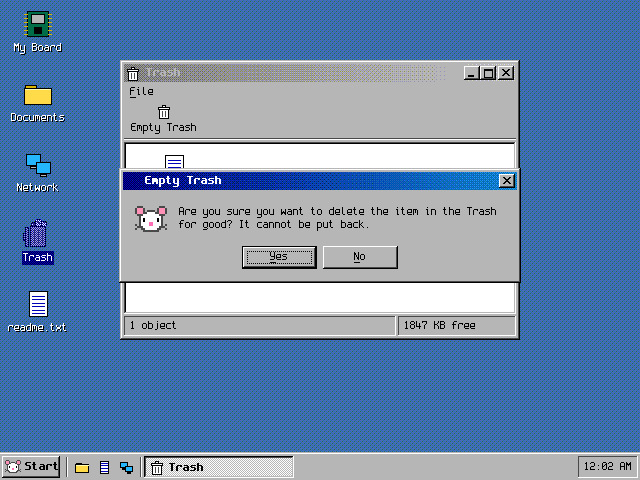 My Board
Documents
Network
Trash
readme.txt
Trash
File
Empty Trash
Empty Trash
Are you sure you want to delete the item in the Trash
for good? It cannot be put back.
Yes
No
1 object
1847 KB free
Start
Trash
12:02 AM